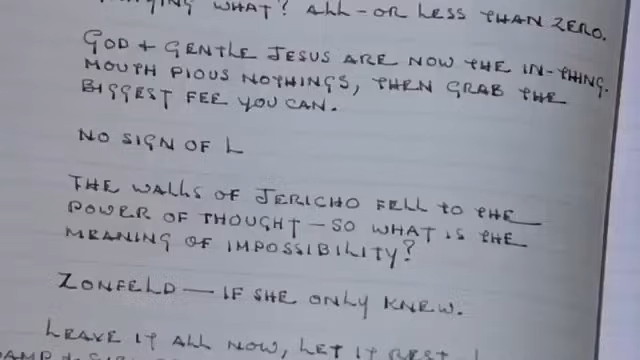 WHAT? ALL - OR LESS THAN ZERO.
GOD + GENTLE JESUS ARE NOW THE IN-THING.
MOUTH PIOUS NOTHINGS, THEN GRAB THE
BIGGEST FEE YOU CAN.
NO SIGN OF L
THE WALLS OF JERICHO FELL TO THE
POWER OF THOUGHT - SO WHAT IS THE
MEANING OF IMPOSSIBILITY?
ZONFELD — IF SHE ONLY KNEW.
LEAVE IT ALL NOW, LET IT REST